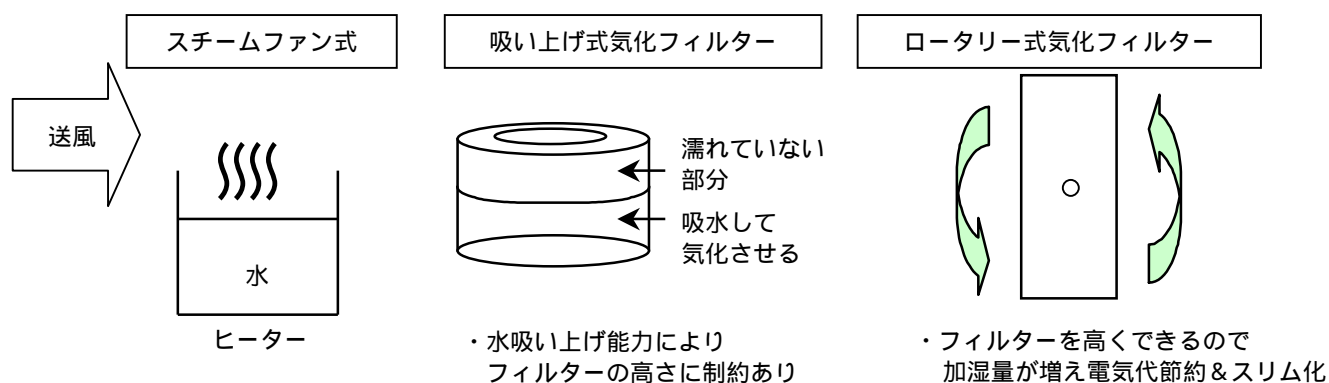 スチームファン式
送風
水
ヒーター
吸い上げ式気化フィルター
濡れていない
部分
吸水して
気化させる
・水吸い上げ能力により
フィルターの高さに制約あり
ロータリー式気化フィルター
・フィルターを高くできるので
加湿量が増え電気代節約＆スリム化